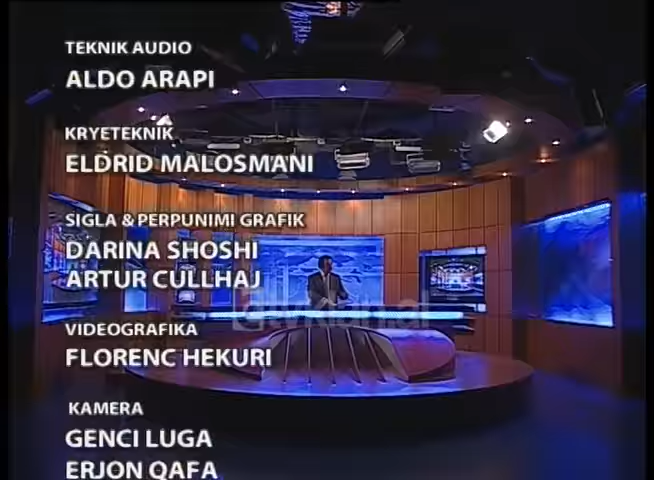 TEKNIK AUDIO
ALDO ARAPI
KRYETEKNIK
ELDRID MALOSMANI
SIGLA & PERPUNIMI GRAFIK
DARINA SHOSHI
ARTUR CULLHAJ
VIDEOGRAFIKA
FLORENC HEKURI
KAMERA
GENCI LUGA
ERJON QAFA